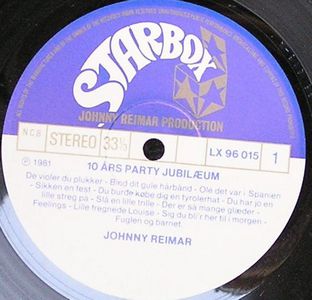 STARBOX
JOHNNY REIMAR PRODUCTION
NCB STEREO 33⅓ LX 96 015 1
℗ 1981
10 ÅRS PARTY JUBILÆUM
De violer du plukker - Bind dit gule hårbånd - Ole det var i Spanien
- Sikken en fest - Du burde købe dig en tyrolerhat - Du har jo en
lille streg på - Slå en lille trille - Der er så mange glæder -
Feelings - Lille fregnede Louise - Sig du bli'r her til i morgen -
Fuglen og barnet.
JOHNNY REIMAR